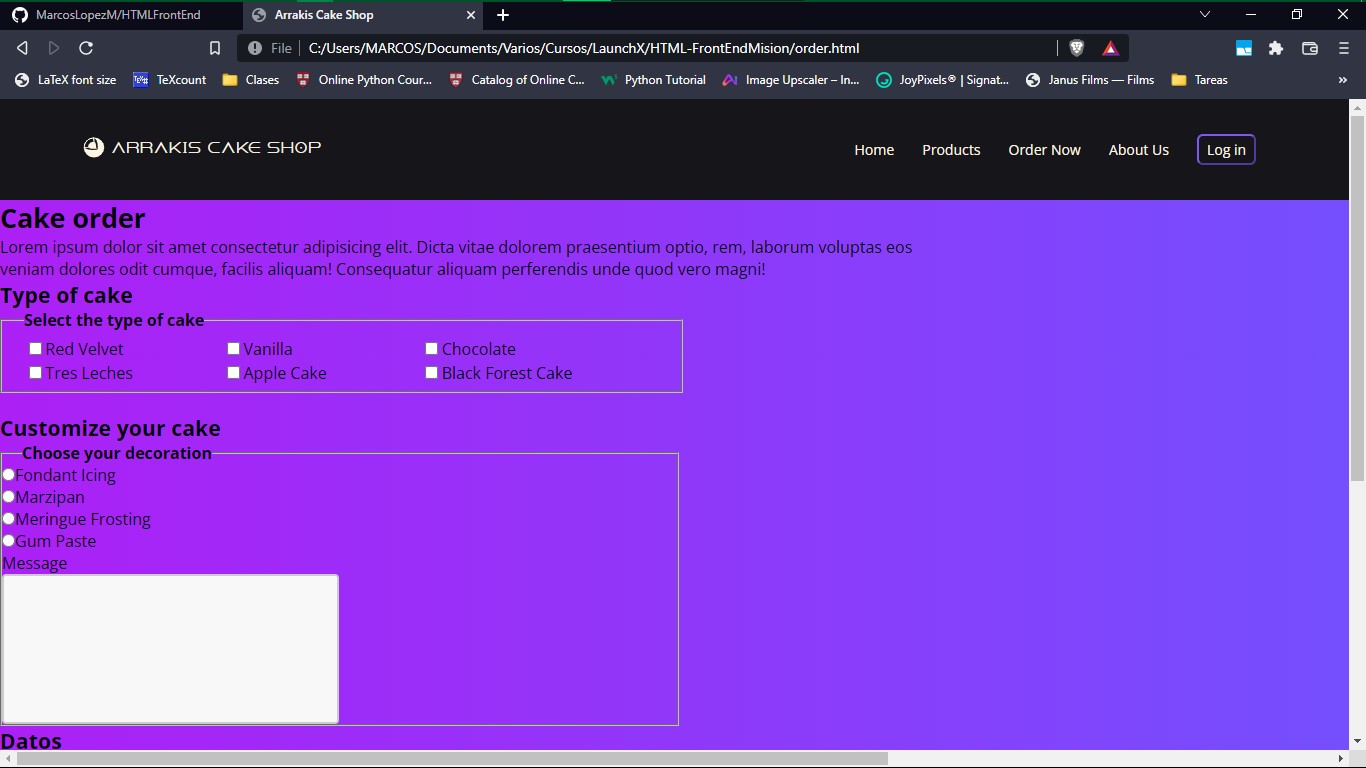 MarcosLopezM/HTMLFrontEnd
Arrakis Cake Shop
File
C:/Users/MARCOS/Documents/Varios/Cursos/LaunchX/HTML-FrontEndMision/order.html
LaTeX font size
TeXcount
Clases
Online Python Cour...
Catalog of Online C...
Python Tutorial
Image Upscaler – In...
JoyPixels® | Signat...
Janus Films — Films
Tareas
»
ARRAKIS CAKE SHOP
Home
Products
Order Now
About Us
Log in
Cake order
Lorem ipsum dolor sit amet consectetur adipisicing elit. Dicta vitae dolorem praesentium optio, rem, laborum voluptas eos
veniam dolores odit cumque, facilis aliquam! Consequatur aliquam perferendis unde quod vero magni!
Type of cake
Select the type of cake
Red Velvet
Vanilla
Chocolate
Tres Leches
Apple Cake
Black Forest Cake
Customize your cake
Choose your decoration
Fondant Icing
Marzipan
Meringue Frosting
Gum Paste
Message
Datos